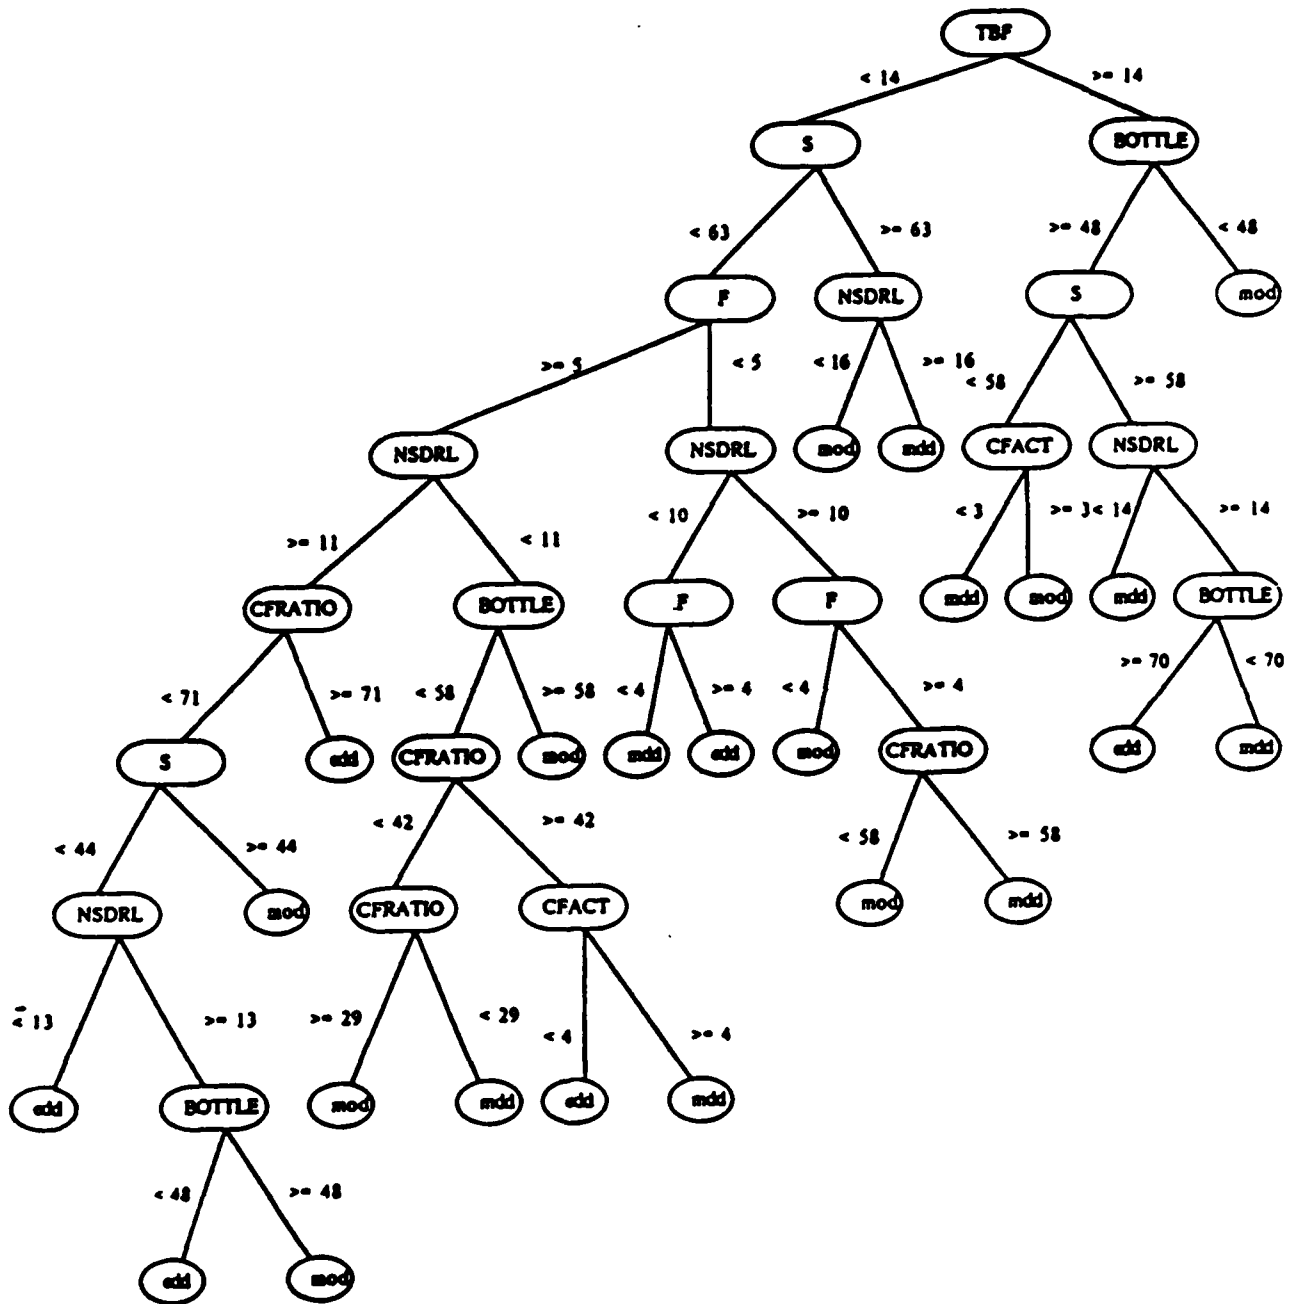 TBF
< 14
>= 14
S
BOTTLE
< 63
>= 63
>= 48
< 48
F
NSDRL
S
mod
>= 5
< 5
< 16
>= 16
< 58
>= 58
NSDRL
NSDRL
mod
mdd
CFACT
NSDRL
>= 11
< 11
< 10
>= 10
< 3
>= 3
< 14
>= 14
CFRATIO
BOTTLE
.F
F
mdd
mod
mdd
BOTTLE
< 71
>= 71
< 58
>= 58
< 4
>= 4
< 4
>= 4
>= 70
< 70
S
edd
CFRATIO
mod
mdd
edd
mod
CFRATIO
edd
mdd
< 44
>= 44
< 42
>= 42
< 58
>= 58
NSDRL
mod
CFRATIO
CFACT
mod
mdd
< 13
>= 13
>= 29
< 29
< 4
>= 4
edd
BOTTLE
mod
mdd
edd
mdd
< 48
>= 48
edd
mod